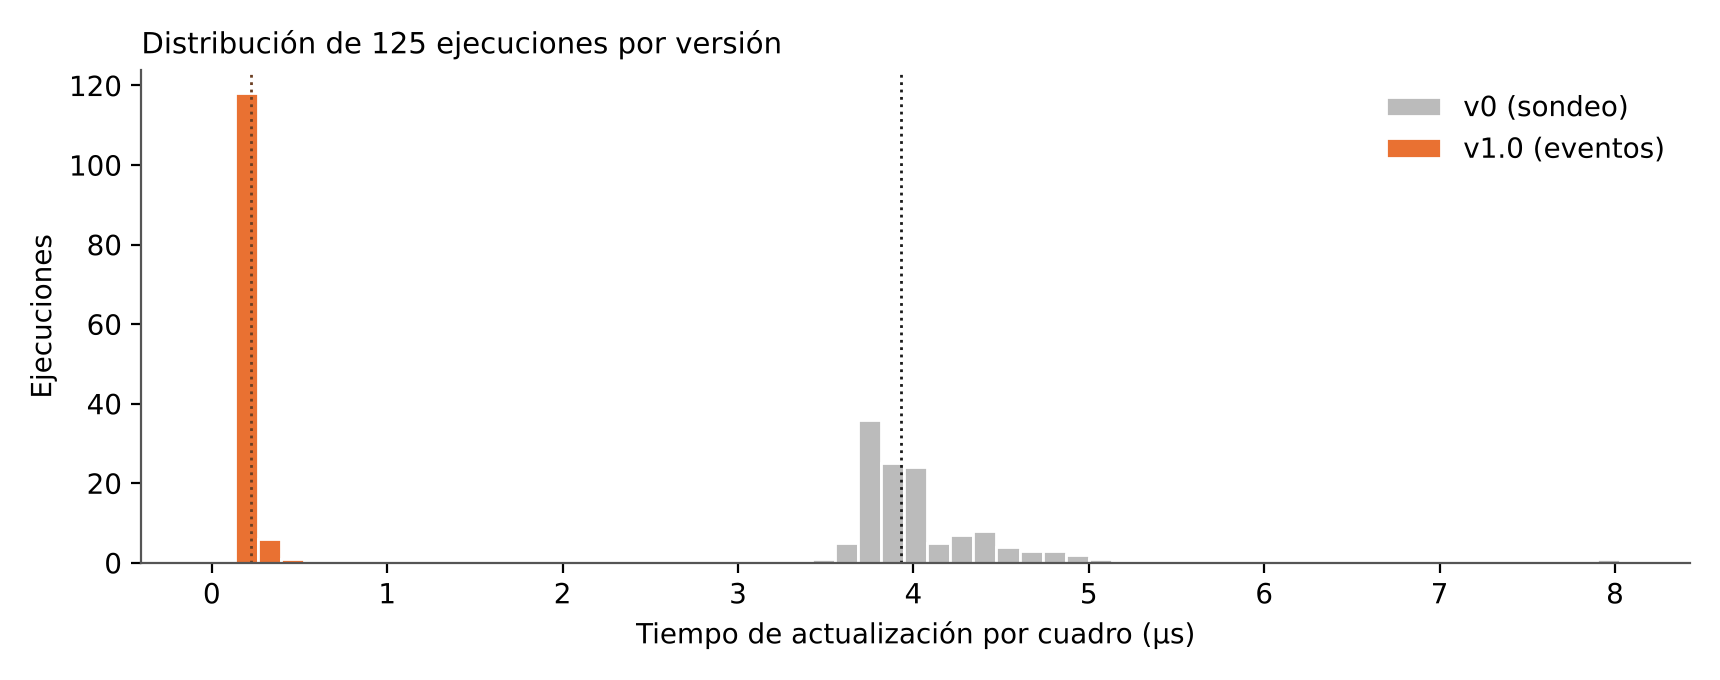 Distribución de 125 ejecuciones por versión
120
100
80
60
40
20
0
Ejecuciones
v0 (sondeo)
v1.0 (eventos)
0 1 2 3 4 5 6 7 8
Tiempo de actualización por cuadro (µs)